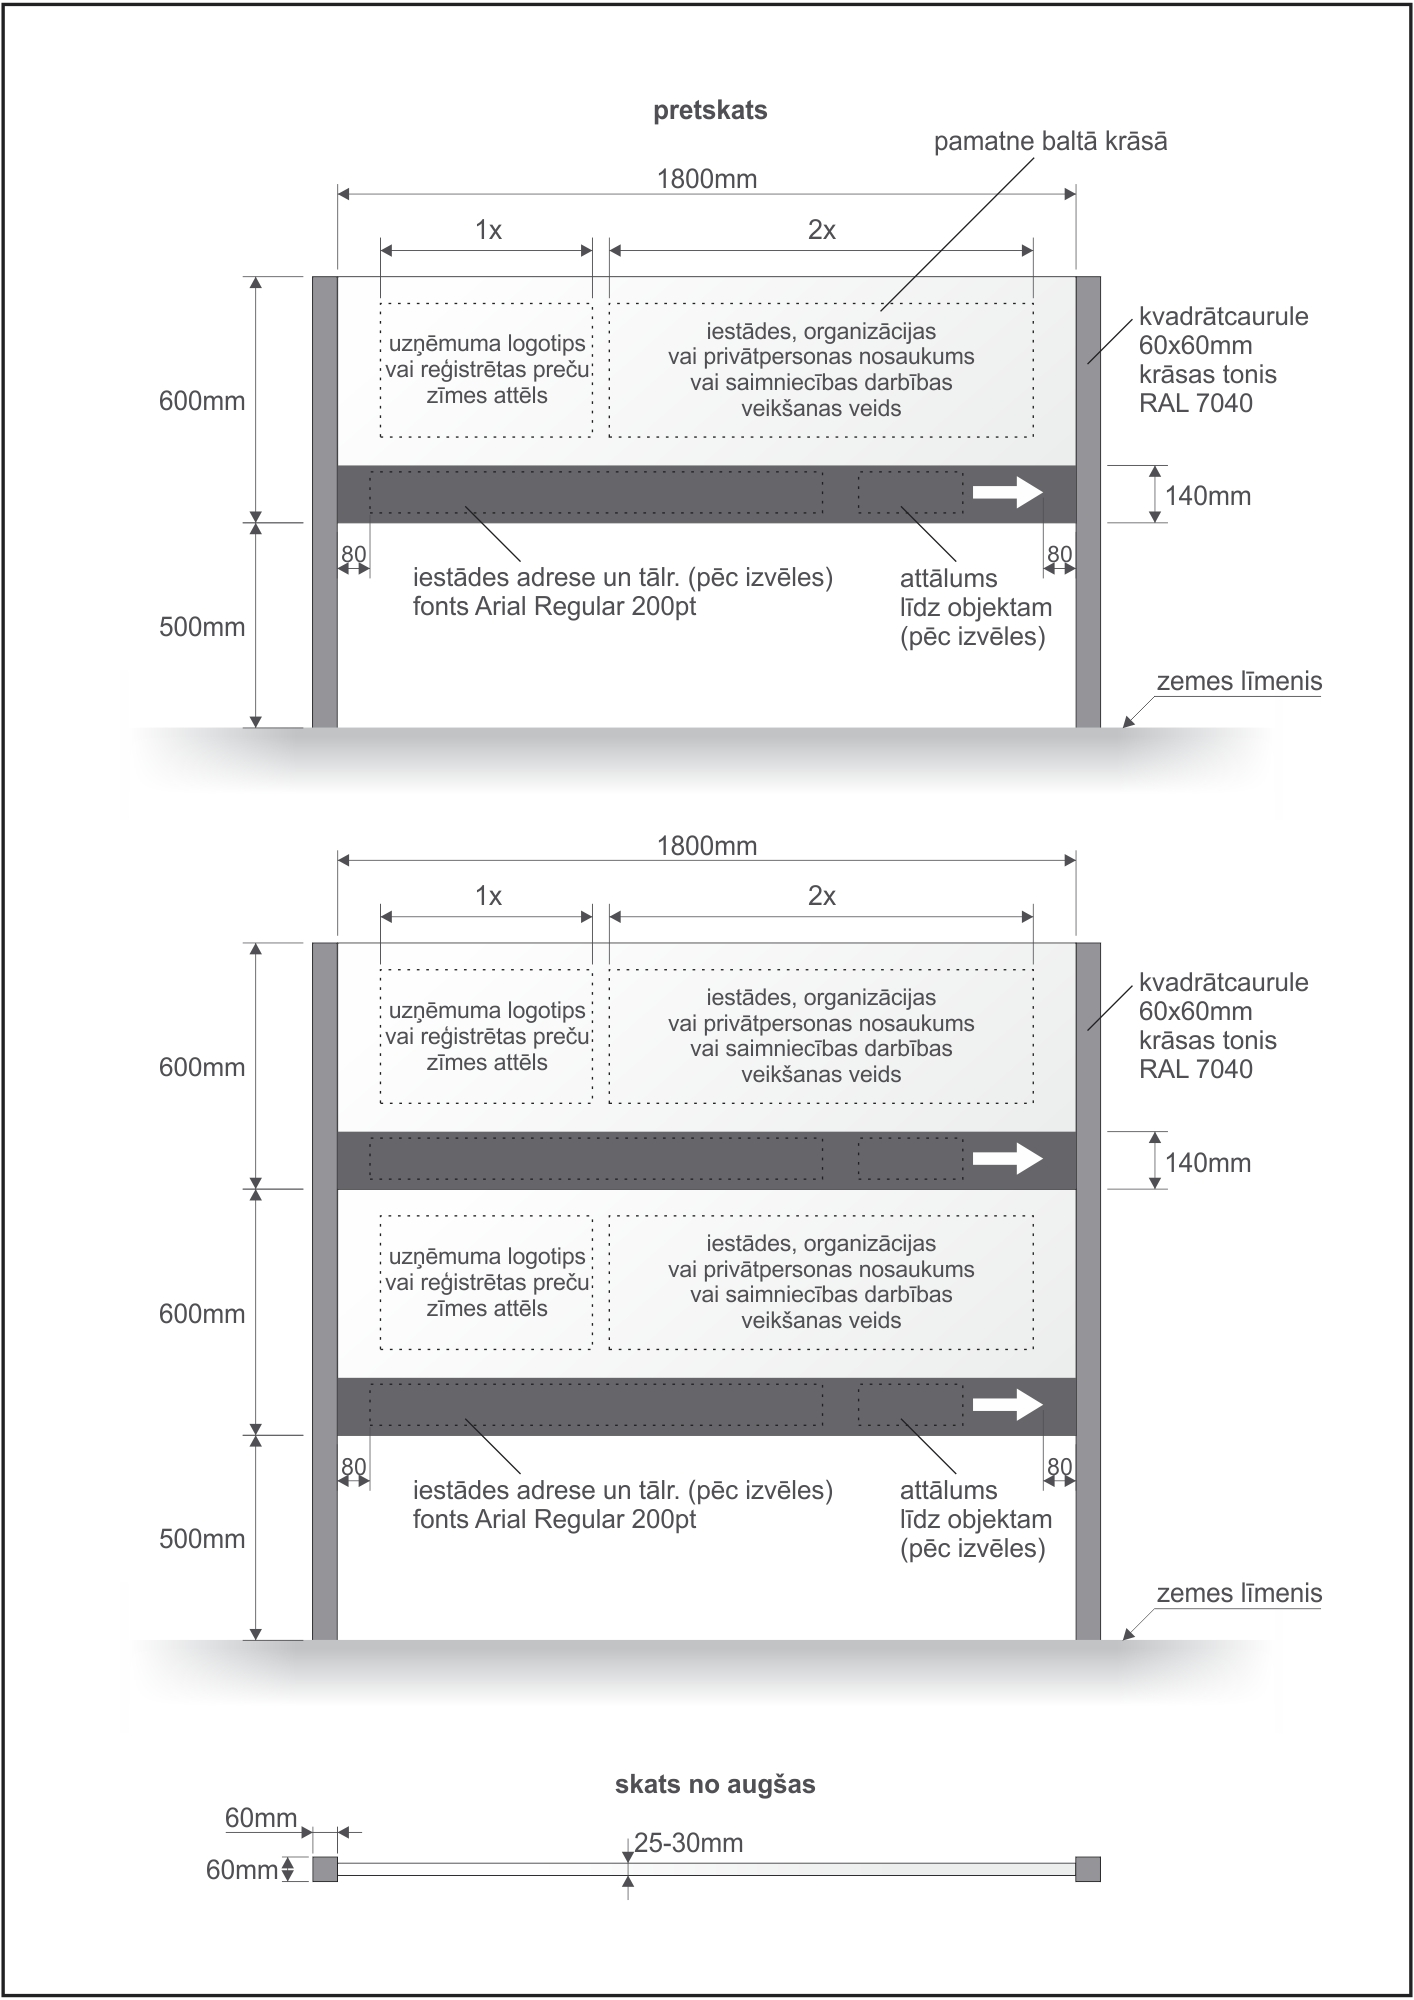 pretskats
pamatne baltā krāsā
1800mm
1x
2x
uzņēmuma logotips
vai reģistrētas preču
zīmes attēls
iestādes, organizācijas
vai privātpersonas nosaukums
vai saimniecības darbības
veikšanas veids
kvadrātcaurule
60x60mm
krāsas tonis
RAL 7040
600mm
140mm
80
80
iestādes adrese un tālr. (pēc izvēles)
fonts Arial Regular 200pt
attālums
līdz objektam
(pēc izvēles)
500mm
zemes līmenis
1800mm
1x
2x
uzņēmuma logotips
vai reģistrētas preču
zīmes attēls
iestādes, organizācijas
vai privātpersonas nosaukums
vai saimniecības darbības
veikšanas veids
kvadrātcaurule
60x60mm
krāsas tonis
RAL 7040
600mm
140mm
uzņēmuma logotips
vai reģistrētas preču
zīmes attēls
iestādes, organizācijas
vai privātpersonas nosaukums
vai saimniecības darbības
veikšanas veids
600mm
80
80
iestādes adrese un tālr. (pēc izvēles)
fonts Arial Regular 200pt
attālums
līdz objektam
(pēc izvēles)
500mm
zemes līmenis
skats no augšas
60mm
25-30mm
60mm